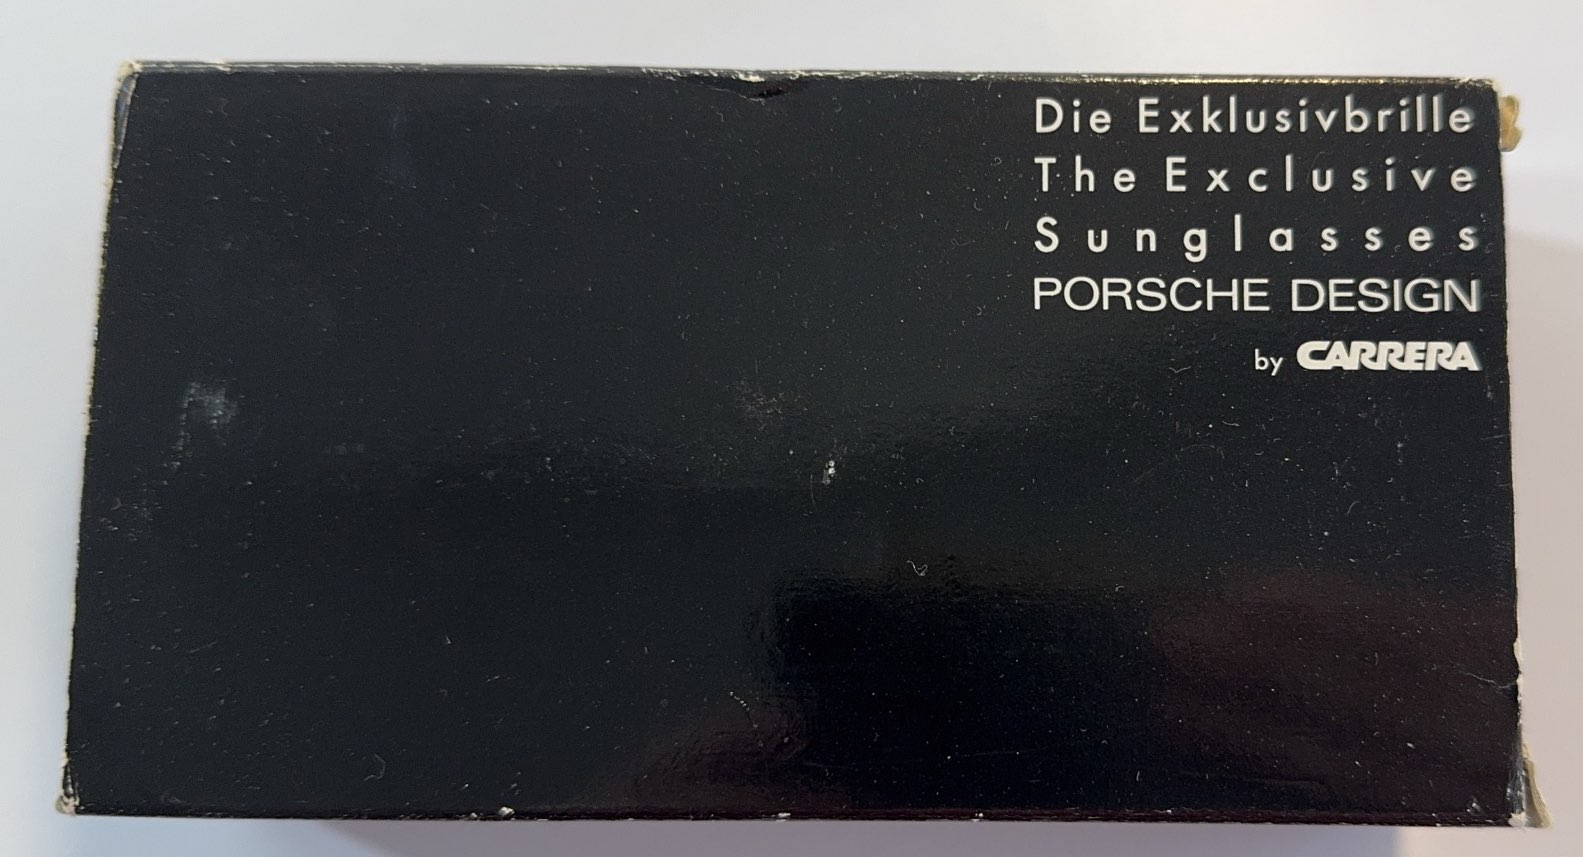 Die Exklusivbrille
The Exclusive
Sunglasses
PORSCHE DESIGN
by CARRERA